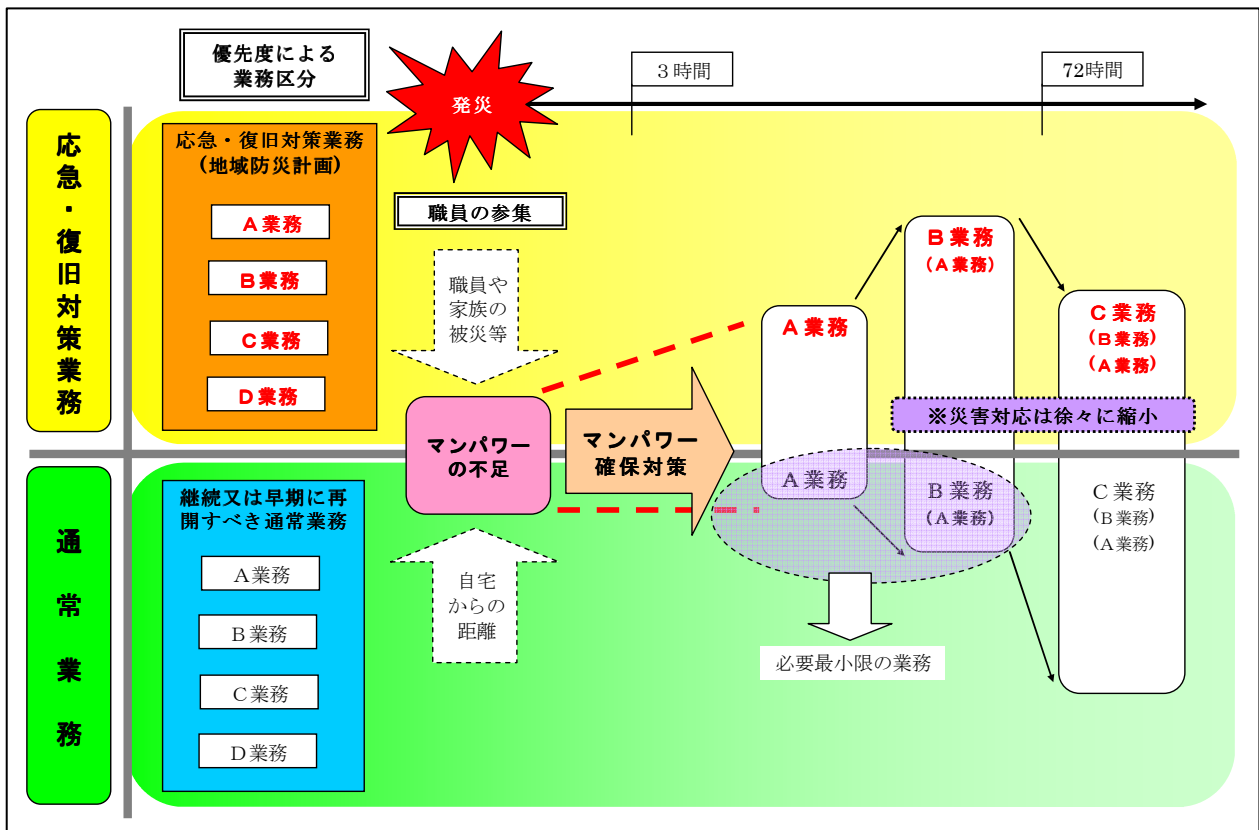 優先度による
業務区分
発災
3時間
72時間
応急・復旧対策業務
応急・復旧対策業務
(地域防災計画)
A業務
B業務
C業務
D業務
職員の参集
職員や
家族の
被災等
マンパワー
の不足
マンパワー
確保対策
自宅
からの
距離
A業務
B業務
(A業務)
C業務
(B業務)
(A業務)
※災害対応は徐々に縮小
通常業務
継続又は早期に再
開すべき通常業務
A業務
B業務
C業務
D業務
A業務
B業務
(A業務)
C業務
(B業務)
(A業務)
必要最小限の業務